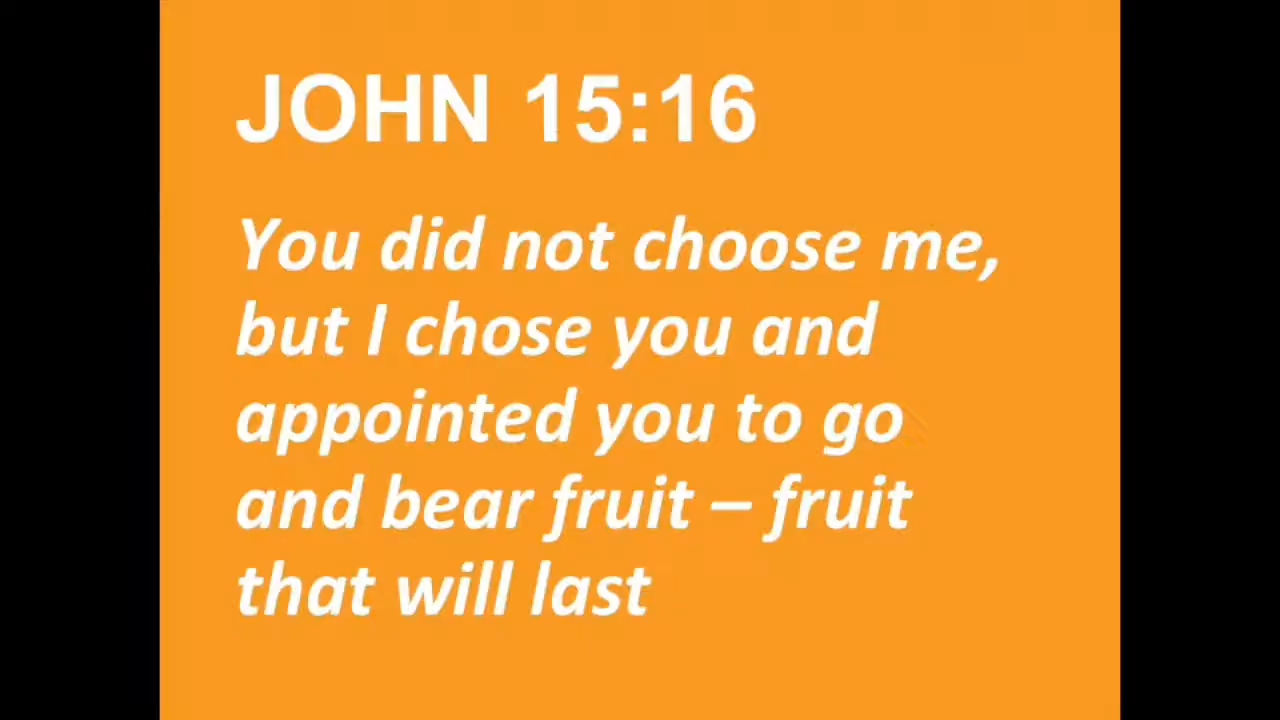 JOHN 15:16
You did not choose me,
but I chose you and
appointed you to go
and bear fruit – fruit
that will last